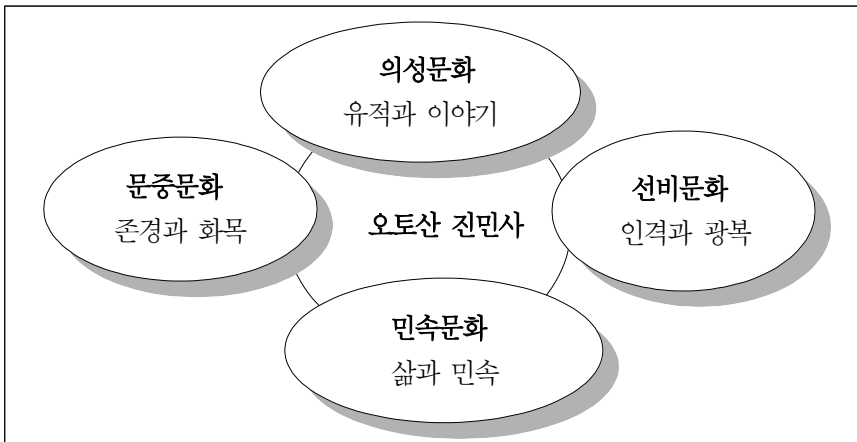 의성문화
유적과 이야기
문중문화
존경과 화목
오토산 진민사
선비문화
인격과 광복
민속문화
삶과 민속